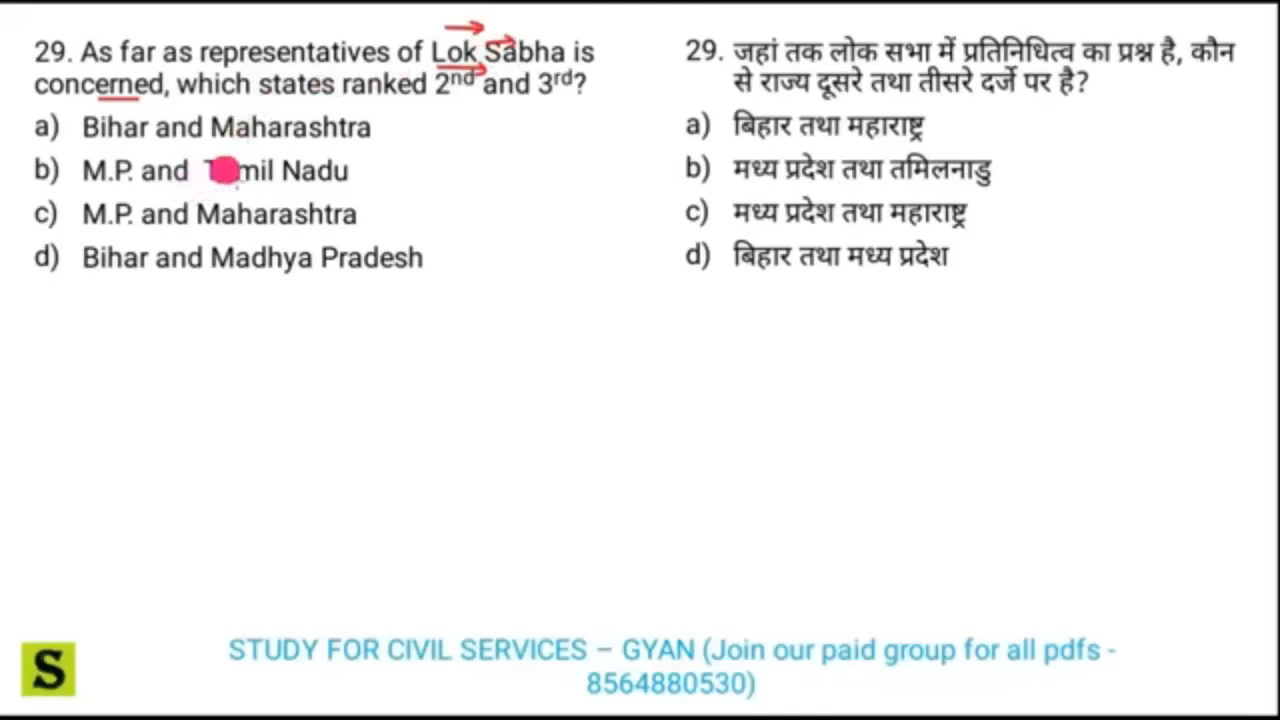 29. As far as representatives of Lok Sabha is
concerned, which states ranked 2nd and 3rd?
a) Bihar and Maharashtra
b) M.P. and Tamil Nadu
c) M.P. and Maharashtra
d) Bihar and Madhya Pradesh
29. जहां तक लोक सभा में प्रतिनिधित्व का प्रश्न है, कौन
से राज्य दूसरे तथा तीसरे दर्जे पर है?
a) बिहार तथा महाराष्ट्र
b) मध्य प्रदेश तथा तमिलनाडु
c) मध्य प्रदेश तथा महाराष्ट्र
d) बिहार तथा मध्य प्रदेश
S
STUDY FOR CIVIL SERVICES – GYAN (Join our paid group for all pdfs -
8564880530)